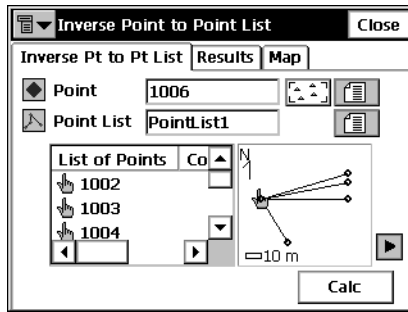 Inverse Point to Point List Close
Inverse Pt to Pt List Results Map
Point 1006
Point List PointList1
List of Points Co N
1002
1003
1004
10 m
Calc